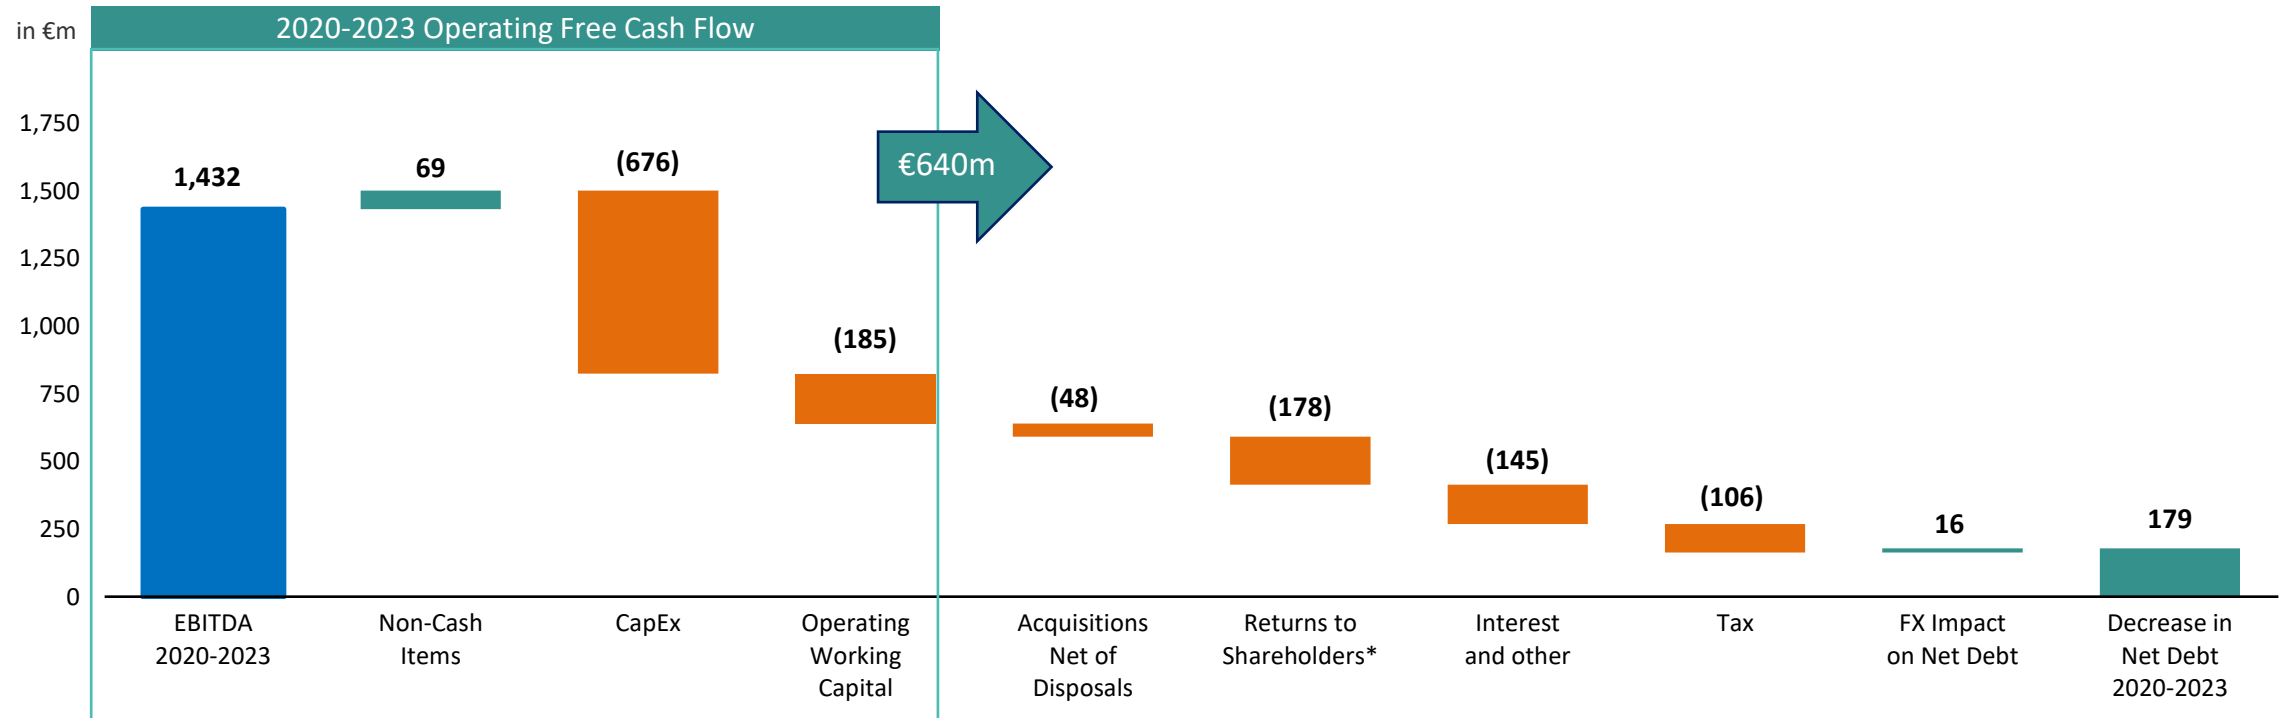 in €m
2020-2023 Operating Free Cash Flow
1,750
1,500
1,250
1,000
750
500
250
0
1,432
69
(676)
(185)
€640m
(48)
(178)
(145)
(106)
16
179
EBITDA
2020-2023
Non-Cash
Items
CapEx
Operating
Working
Capital
Acquisitions
Net of
Disposals
Returns to
Shareholders*
Interest
and other
Tax
FX Impact
on Net Debt
Decrease in
Net Debt
2020-2023